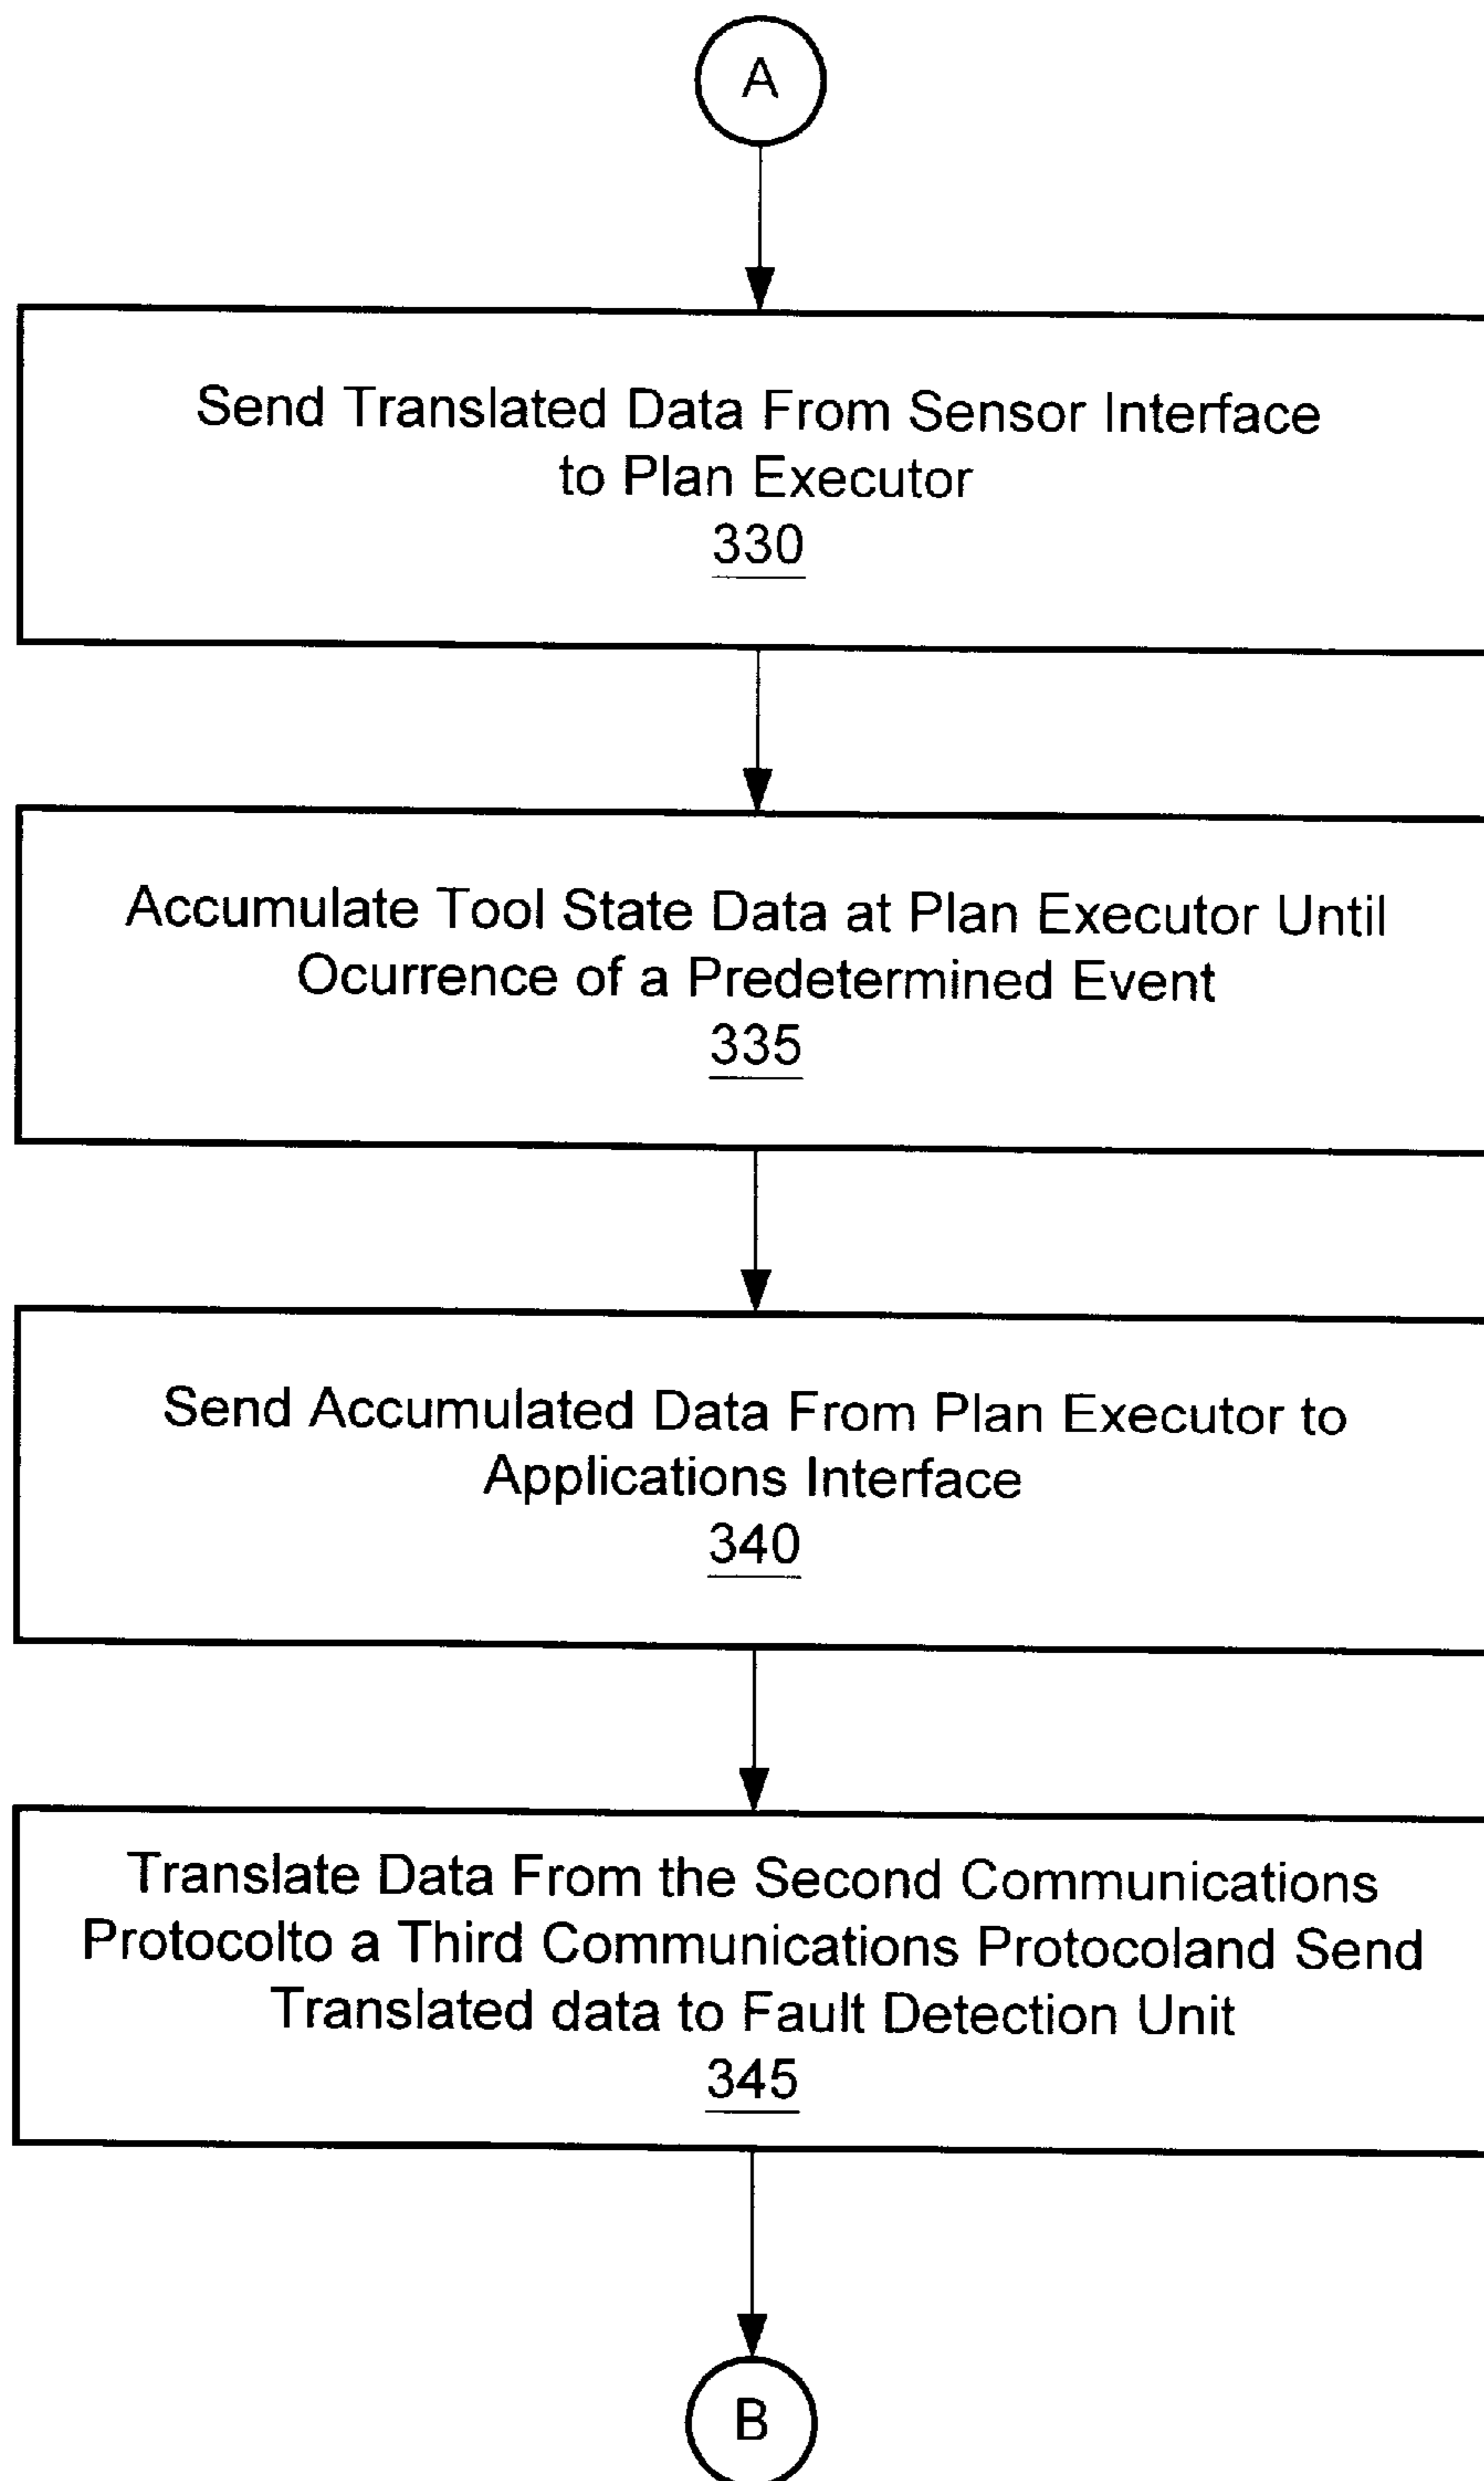 A
Send Translated Data From Sensor Interface
to Plan Executor
330
Accumulate Tool State Data at Plan Executor Until
Ocurrence of a Predetermined Event
335
Send Accumulated Data From Plan Executor to
Applications Interface
340
Translate Data From the Second Communications
Protocolto a Third Communications Protocoland Send
Translated data to Fault Detection Unit
345
B